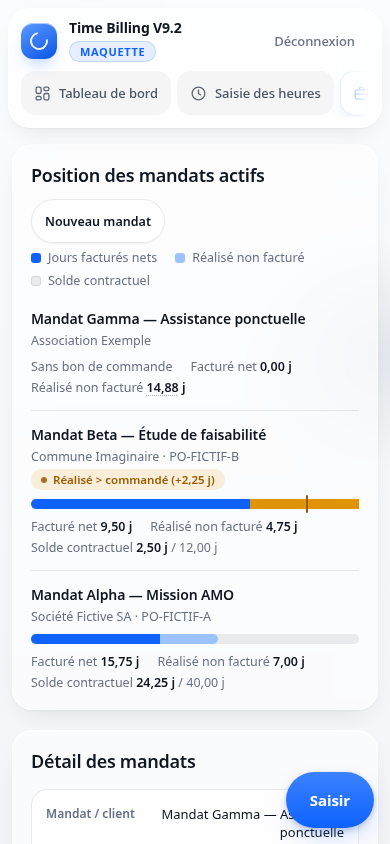 Time Billing V9.2
MAQUETTE
Déconnexion
Tableau de bord
Saisie des heures
Position des mandats actifs
Nouveau mandat
Jours facturés nets
Réalisé non facturé
Solde contractuel
Mandat Gamma — Assistance ponctuelle
Association Exemple
Sans bon de commande Facturé net 0,00 j
Réalisé non facturé 14,88 j
Mandat Beta — Étude de faisabilité
Commune Imaginaire · PO-FICTIF-B
Réalisé > commandé (+2,25 j)
Facturé net 9,50 j Réalisé non facturé 4,75 j
Solde contractuel 2,50 j / 12,00 j
Mandat Alpha — Mission AMO
Société Fictive SA · PO-FICTIF-A
Facturé net 15,75 j Réalisé non facturé 7,00 j
Solde contractuel 24,25 j / 40,00 j
Détail des mandats
Mandat / client
Mandat Gamma —
ponctuelle
Saisir